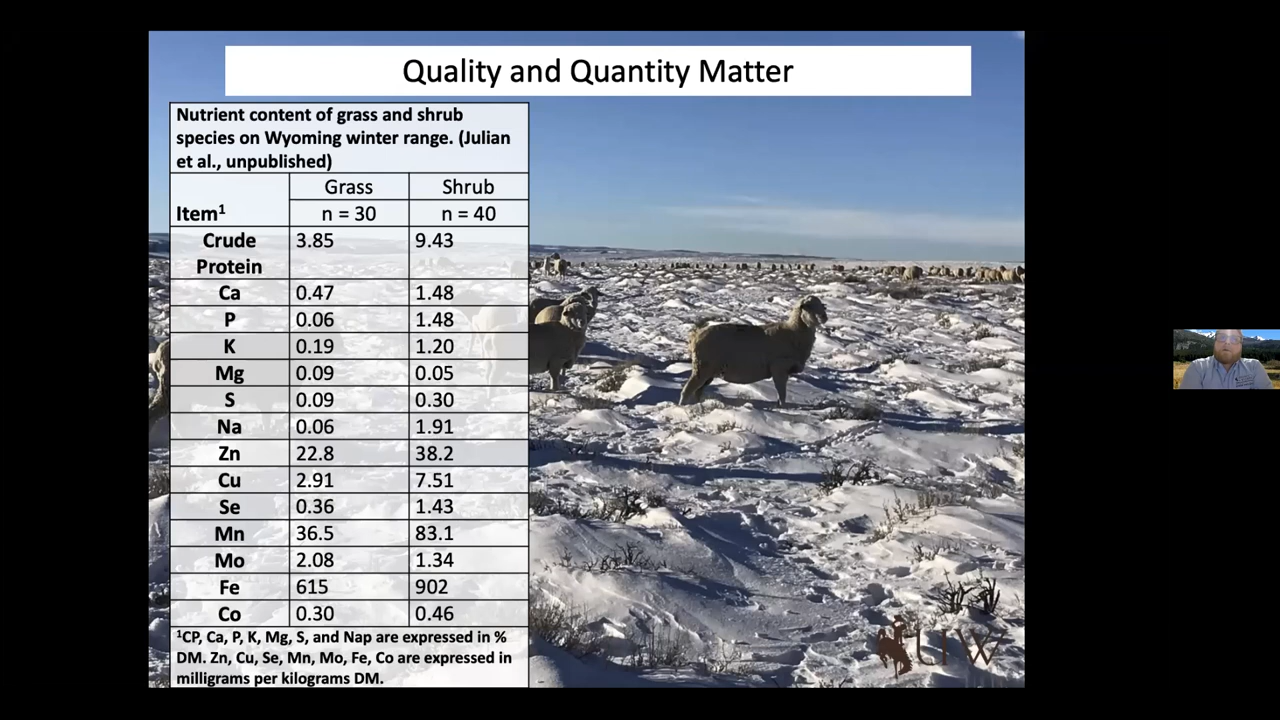 Quality and Quantity Matter
Nutrient content of grass and shrub
species on Wyoming winter range. (Julian
et al., unpublished)
Item¹ Grass Shrub
n = 30 n = 40
Crude Protein 3.85 9.43
Ca 0.47 1.48
P 0.06 1.48
K 0.19 1.20
Mg 0.09 0.05
S 0.09 0.30
Na 0.06 1.91
Zn 22.8 38.2
Cu 2.91 7.51
Se 0.36 1.43
Mn 36.5 83.1
Mo 2.08 1.34
Fe 615 902
Co 0.30 0.46
¹CP, Ca, P, K, Mg, S, and Nap are expressed in %
DM. Zn, Cu, Se, Mn, Mo, Fe, Co are expressed in
milligrams per kilograms DM.
UW